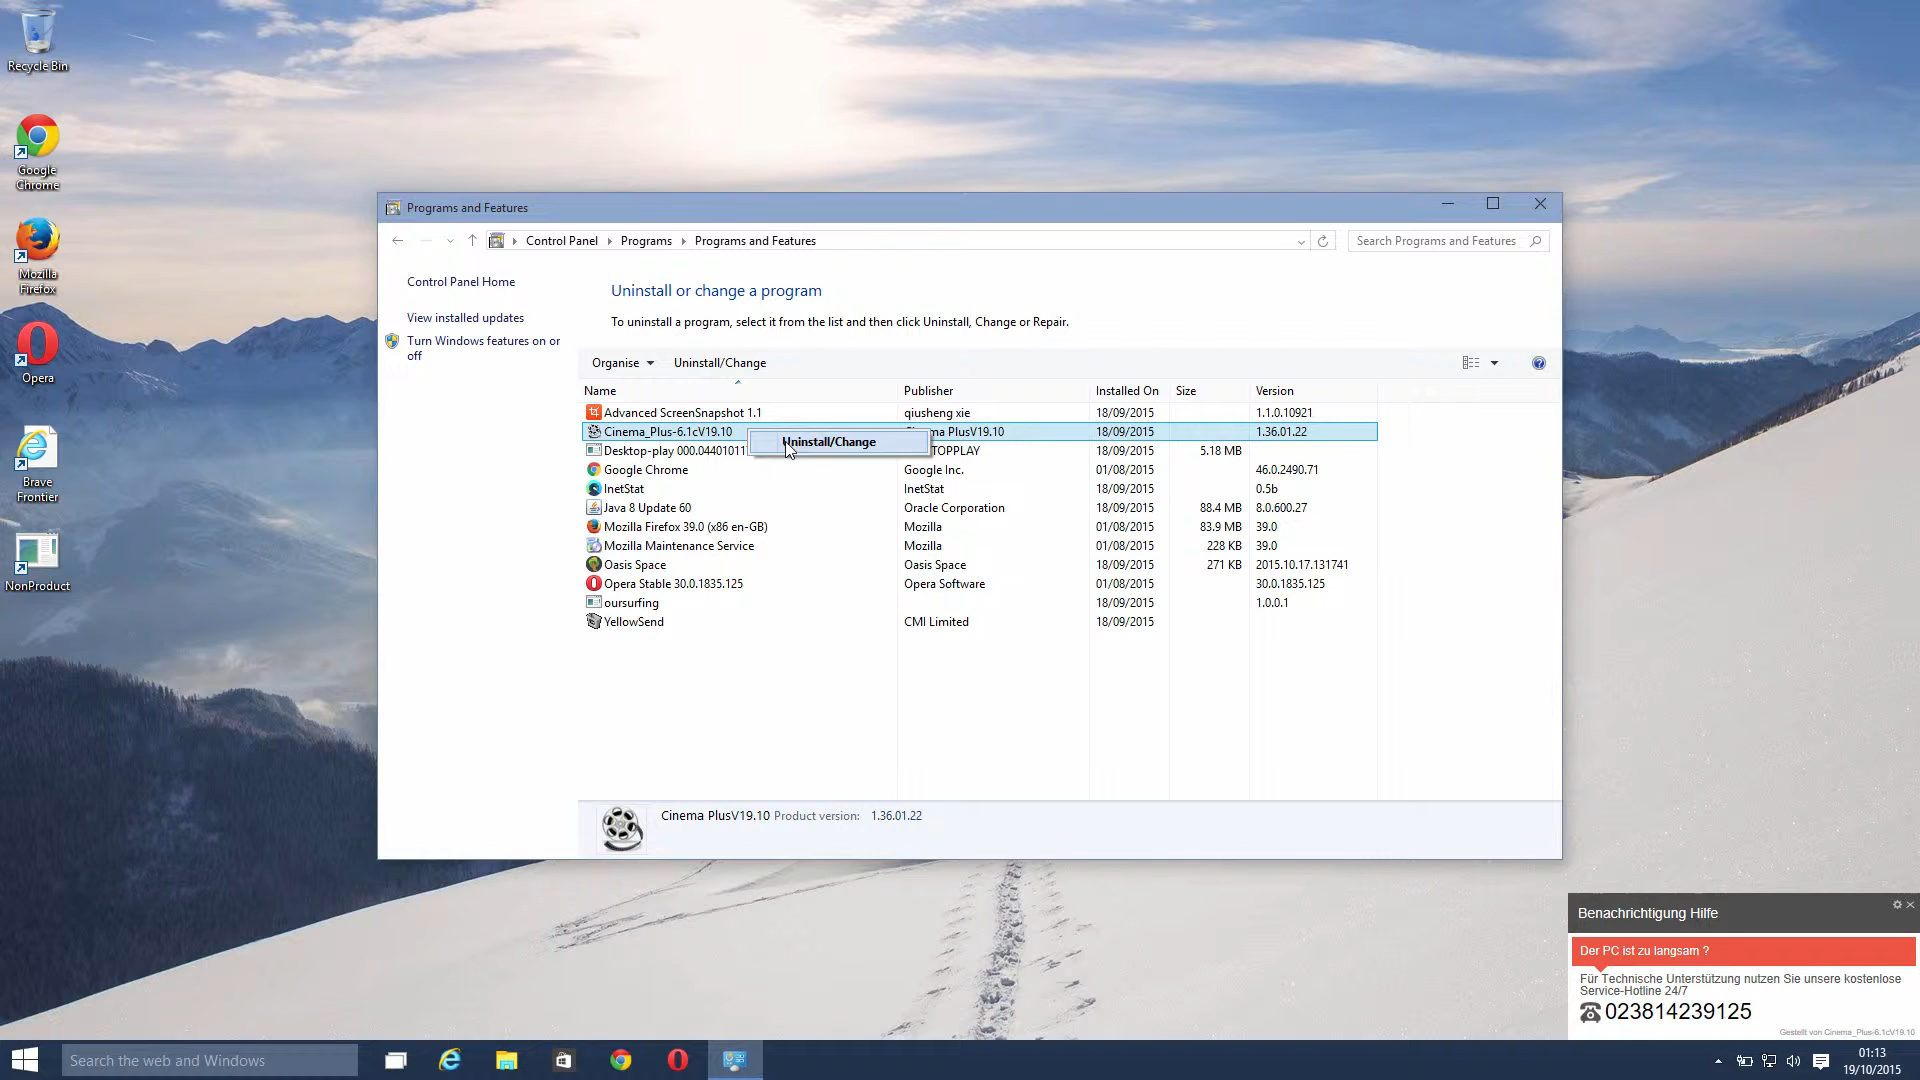 Recycle Bin
Google
Chrome
Mozilla
Firefox
Opera
Brave
Frontier
NonProduct
Programs and Features
Control Panel
Programs
Programs and Features
Search Programs and Features
Control Panel Home
View installed updates
Turn Windows features on or
off
Uninstall or change a program
To uninstall a program, select it from the list and then click Uninstall, Change or Repair.
Organise
Uninstall/Change
Name Publisher Installed On Size Version
Advanced ScreenSnapshot 1.1 qiusheng xie 18/09/2015 1.1.0.10921
Cinema_Plus-6.1cV19.10 ma PlusV19.10 18/09/2015 1.36.01.22
Uninstall/Change
Desktop-play 000.04401011 TOPPLAY 18/09/2015 5.18 MB
Google Chrome Google Inc. 01/08/2015 46.0.2490.71
InetStat InetStat 18/09/2015 0.5b
Java 8 Update 60 Oracle Corporation 18/09/2015 88.4 MB 8.0.600.27
Mozilla Firefox 39.0 (x86 en-GB) Mozilla 01/08/2015 83.9 MB 39.0
Mozilla Maintenance Service Mozilla 01/08/2015 228 KB 39.0
Oasis Space Oasis Space 18/09/2015 271 KB 2015.10.17.131741
Opera Stable 30.0.1835.125 Opera Software 01/08/2015 30.0.1835.125
oursurfing 18/09/2015 1.0.0.1
YellowSend CMI Limited 18/09/2015
Cinema PlusV19.10 Product version: 1.36.01.22
Benachrichtigung Hilfe
Der PC ist zu langsam ?
Für Technische Unterstützung nutzen Sie unsere kostenlose
Service-Hotline 24/7
023814239125
Gestellt von Cinema_Plus-6.1cV19.10
Search the web and Windows
01:13
19/10/2015